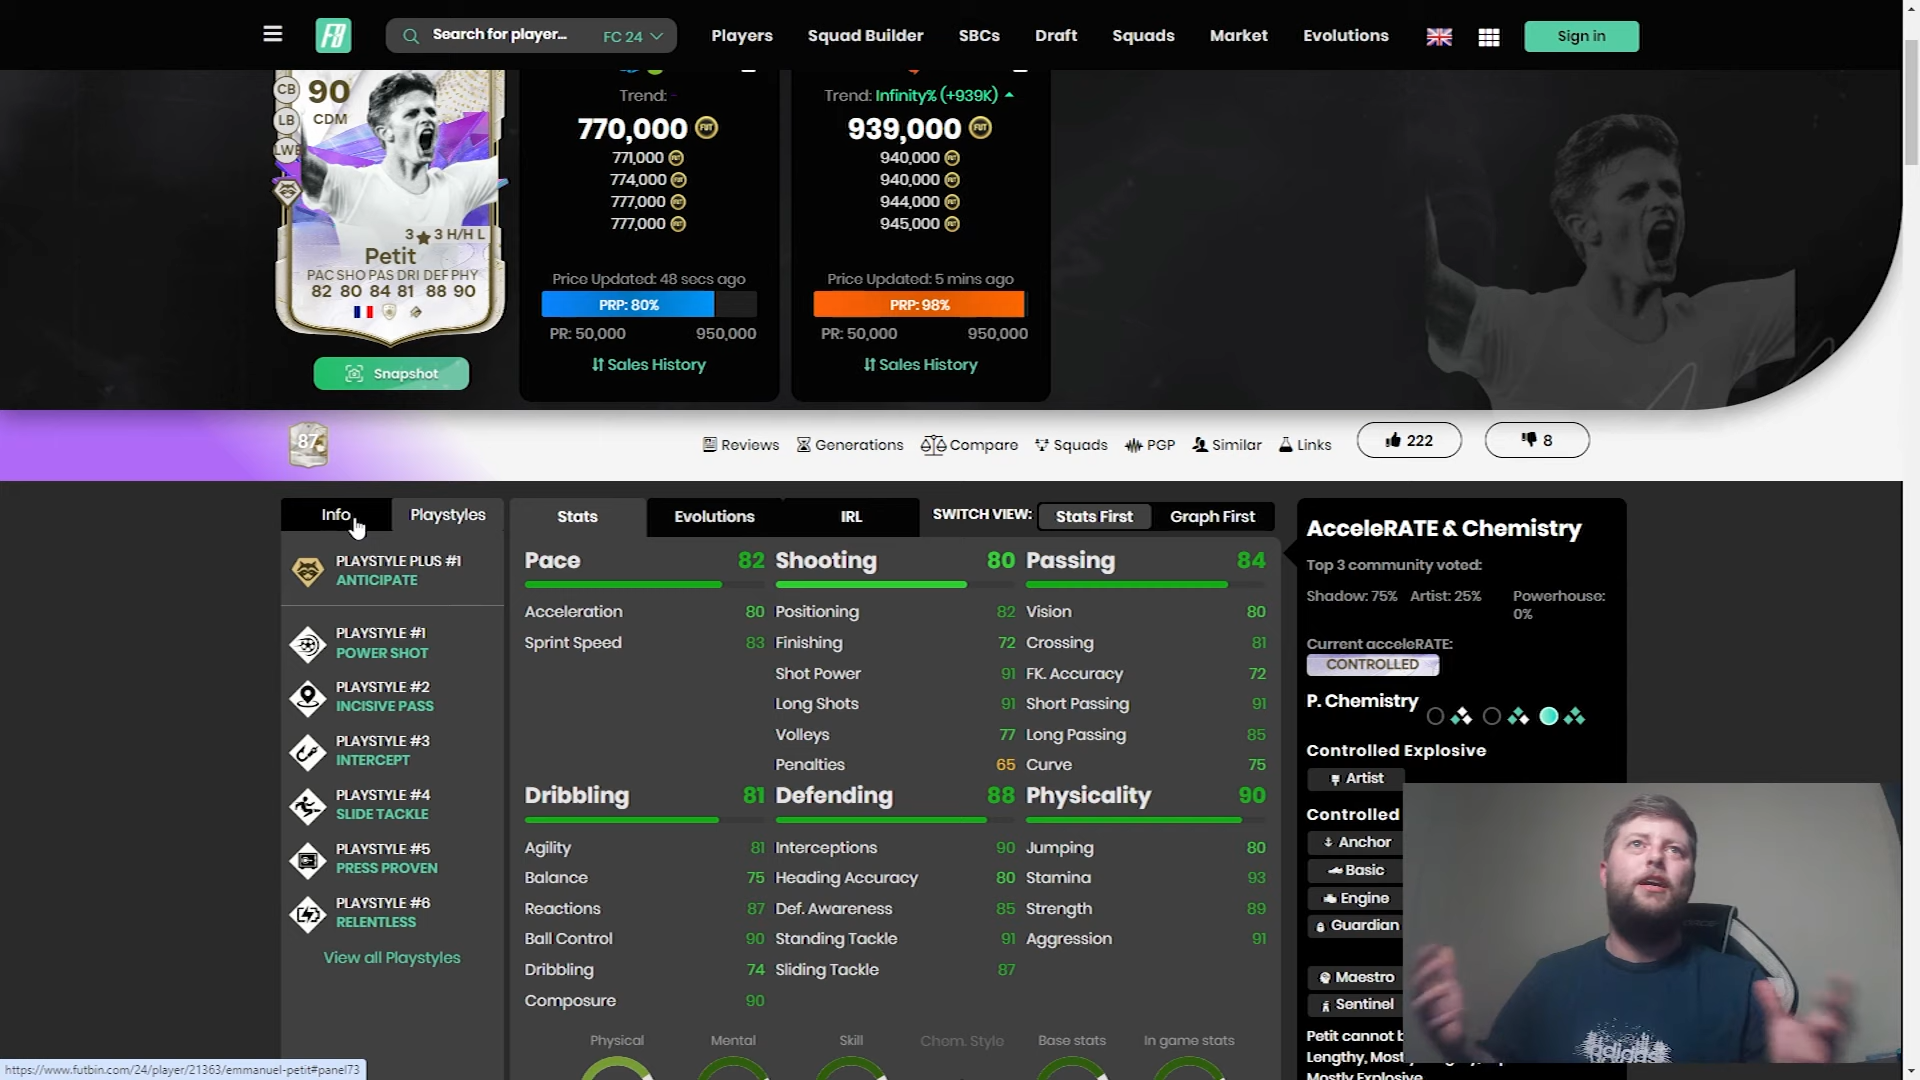 Search for player...
FC 24
Players
Squad Builder
SBCs
Draft
Squads
Market
Evolutions
Sign in
CB
LB
LWB
90
CDM
3 ★ 3 H/H L
Petit
PAC SHO PAS DRI DEF PHY
82 80 84 81 88 90
Snapshot
Trend: -
770,000
771,000
774,000
777,000
777,000
Price Updated: 48 secs ago
PRP: 80%
PR: 50,000 950,000
Sales History
Trend: Infinity% (+939K)
939,000
940,000
940,000
944,000
945,000
Price Updated: 5 mins ago
PRP: 98%
PR: 50,000 950,000
Sales History
87
Reviews
Generations
Compare
Squads
PGP
Similar
Links
222
8
Info
Playstyles
PLAYSTYLE PLUS #1
ANTICIPATE
PLAYSTYLE #1
POWER SHOT
PLAYSTYLE #2
INCISIVE PASS
PLAYSTYLE #3
INTERCEPT
PLAYSTYLE #4
SLIDE TACKLE
PLAYSTYLE #5
PRESS PROVEN
PLAYSTYLE #6
RELENTLESS
View all Playstyles
Stats
Evolutions
IRL
SWITCH VIEW:
Stats First
Graph First
Pace 82
Acceleration 80
Sprint Speed 83
Shooting 80
Positioning 82
Finishing 72
Shot Power 91
Long Shots 91
Volleys 77
Penalties 65
Passing 84
Vision 80
Crossing 81
FK. Accuracy 72
Short Passing 91
Long Passing 85
Curve 75
Dribbling 81
Agility 81
Balance 75
Reactions 87
Ball Control 90
Dribbling 74
Composure 90
Defending 88
Interceptions 90
Heading Accuracy 80
Def. Awareness 85
Standing Tackle 91
Sliding Tackle 87
Physicality 90
Jumping 80
Stamina 93
Strength 89
Aggression 91
Physical
Mental
Skill
Chem. Style
Base stats
In game stats
AcceleRATE & Chemistry
Top 3 community voted:
Shadow: 75% Artist: 25% Powerhouse:
0%
Current acceleRATE:
CONTROLLED
P. Chemistry
Controlled Explosive
Artist
Controlled
Anchor
Basic
Engine
Guardian
Maestro
Sentinel
Petit cannot b
Lengthy, Most
Mostly Explosive
adidas
https://www.futbin.com/24/player/21363/emmanuel-petit#panel73